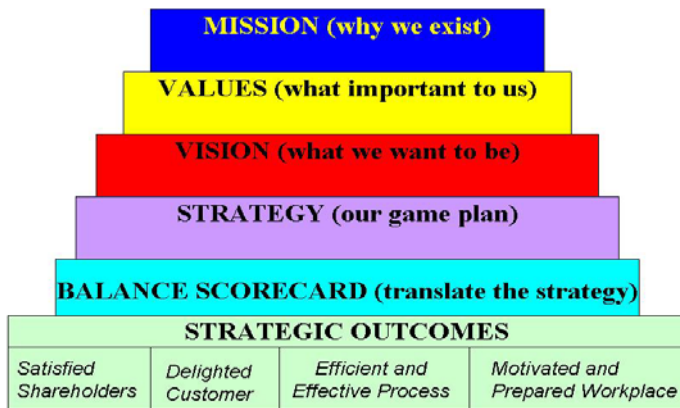 MISSION (why we exist)
VALUES (what important to us)
VISION (what we want to be)
STRATEGY (our game plan)
BALANCE SCORECARD (translate the strategy)
STRATEGIC OUTCOMES
Satisfied
Shareholders
Delighted
Customer
Efficient and
Effective Process
Motivated and
Prepared Workplace